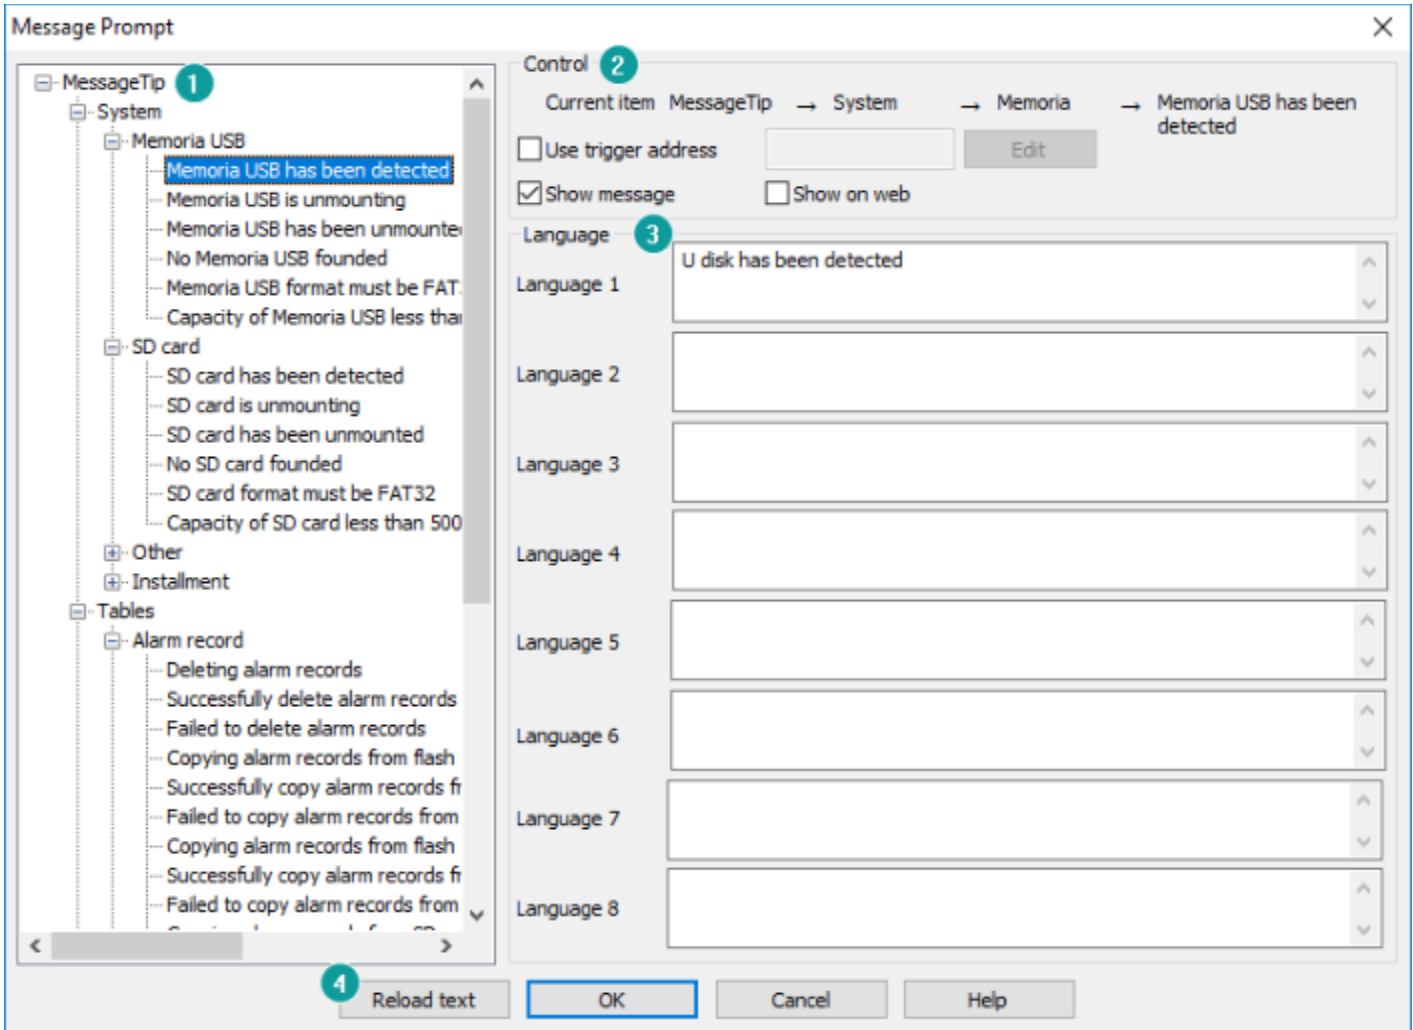 Message Prompt
MessageTip 1
System
Memoria USB
Memoria USB has been detected
Memoria USB is unmounting
Memoria USB has been unmounte
No Memoria USB founded
Memoria USB format must be FAT
Capacity of Memoria USB less than
SD card
SD card has been detected
SD card is unmounting
SD card has been unmounted
No SD card founded
SD card format must be FAT32
Capacity of SD card less than 500
Other
Installment
Tables
Alarm record
Deleting alarm records
Successfully delete alarm records
Failed to delete alarm records
Copying alarm records from flash
Successfully copy alarm records
Failed to copy alarm records from
Copying alarm records from flash
Successfully copy alarm records
Failed to copy alarm records from
Control 2
Current item MessageTip → System → Memoria → Memoria USB has been
detected
Use trigger address Edit
Show message Show on web
Language 3
Language 1 U disk has been detected
Language 2
Language 3
Language 4
Language 5
Language 6
Language 7
Language 8
4
Reload text OK Cancel Help